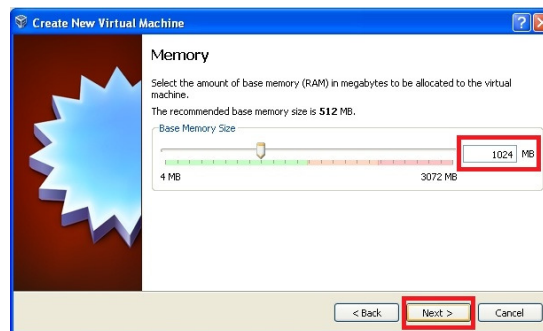 Create New Virtual Machine
Memory
Select the amount of base memory (RAM) in megabytes to be allocated to the virtual
machine.
The recommended base memory size is 512 MB.
Base Memory Size
1024 MB
4 MB 3072 MB
< Back Next > Cancel